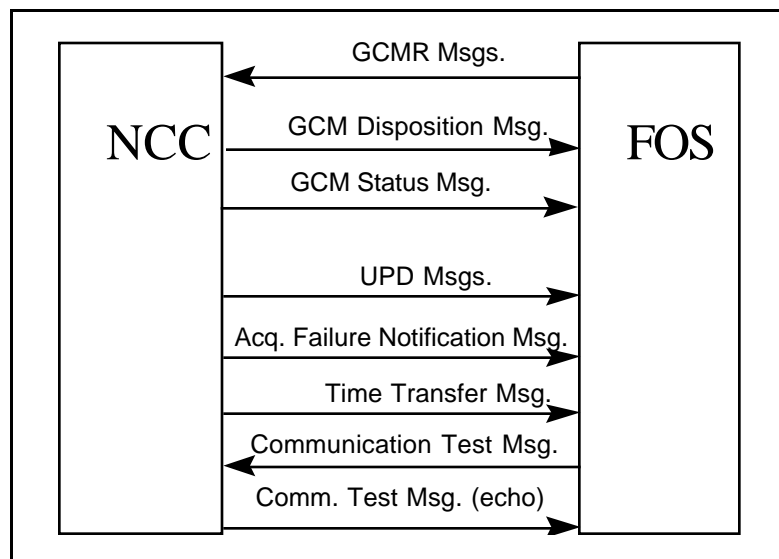 GCMR Msgs.
NCC
GCM Disposition Msg.
FOS
GCM Status Msg.
UPD Msgs.
Acq. Failure Notification Msg.
Time Transfer Msg.
Communication Test Msg.
Comm. Test Msg. (echo)